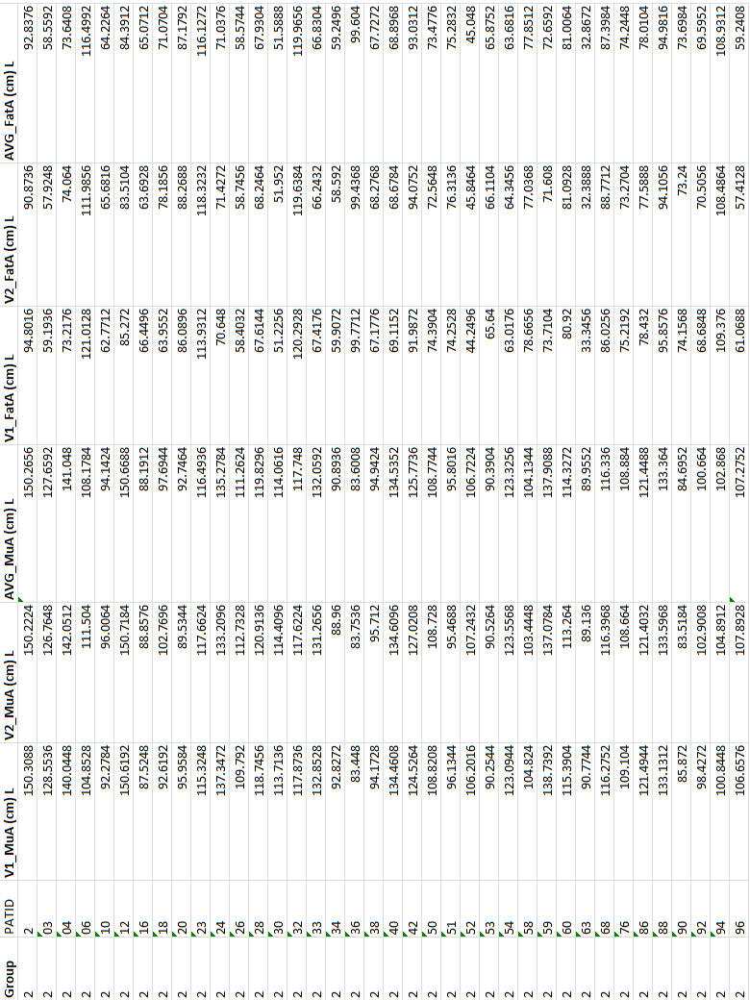 Group PATID V1_MuA (cm) L V2_MuA (cm) L AVG_MuA (cm) L V1_FatA (cm) L V2_FatA (cm) L AVG_FatA (cm) L
2 2 150.3088 150.2224 150.2656 94.8016 90.8736 92.8376
2 03 128.5536 126.7648 127.6592 59.1936 57.9248 58.5592
2 04 140.0448 142.0512 141.048 73.2176 74.064 73.6408
2 06 104.8528 111.504 108.1784 121.0128 111.9856 116.4992
2 10 92.2784 96.0064 94.1424 62.7712 65.6816 64.2264
2 12 150.6192 150.7184 150.6688 85.272 83.5104 84.3912
2 16 87.5248 88.8576 88.1912 66.4496 63.6928 65.0712
2 18 92.6192 102.7696 97.6944 63.9552 78.1856 71.0704
2 20 95.9584 89.5344 92.7464 86.0896 88.2688 87.1792
2 23 115.3248 117.6624 116.4936 113.9312 118.3232 116.1272
2 24 137.3472 133.2096 135.2784 70.648 71.4272 71.0376
2 26 109.792 112.7328 111.2624 58.4032 58.7456 58.5744
2 28 118.7456 120.9136 119.8296 67.6144 68.2464 67.9304
2 30 113.7136 114.4096 114.0616 51.2256 51.952 51.5888
2 32 117.8736 117.6224 117.748 120.2928 119.6384 119.9656
2 33 132.8528 131.2656 132.0592 67.4176 66.2432 66.8304
2 34 92.8272 88.96 90.8936 59.9072 58.592 59.2496
2 36 83.448 83.7536 83.6008 99.7712 99.4368 99.604
2 38 94.1728 95.712 94.9424 67.1776 68.2768 67.7272
2 40 134.4608 134.6096 134.5352 69.1152 68.6784 68.8968
2 42 124.5264 127.0208 125.7736 91.9872 94.0752 93.0312
2 50 108.8208 108.728 108.7744 74.3904 72.5648 73.4776
2 51 96.1344 95.4688 95.8016 74.2528 76.3136 75.2832
2 52 106.2016 107.2432 106.7224 44.2496 45.8464 45.048
2 53 90.2544 90.5264 90.3904 65.64 66.1104 65.8752
2 54 123.0944 123.5568 123.3256 63.0176 64.3456 63.6816
2 58 104.824 103.4448 104.1344 78.6656 77.0368 77.8512
2 59 138.7392 137.0784 137.9088 73.7104 71.608 72.6592
2 60 115.3904 113.264 114.3272 80.92 81.0928 81.0064
2 63 90.7744 89.136 89.9552 33.3456 32.3888 32.8672
2 68 116.2752 116.3968 116.336 86.0256 88.7712 87.3984
2 76 109.104 108.664 108.884 75.2192 73.2704 74.2448
2 86 121.4944 121.4032 121.4488 78.432 77.5888 78.0104
2 88 133.1312 133.5968 133.364 95.8576 94.1056 94.9816
2 90 85.872 83.5184 84.6952 74.1568 73.24 73.6984
2 92 98.4272 102.9008 100.664 68.6848 70.5056 69.5952
2 94 100.8448 104.8912 102.868 109.376 108.4864 108.9312
2 96 106.6576 107.8928 107.2752 61.0688 57.4128 59.2408